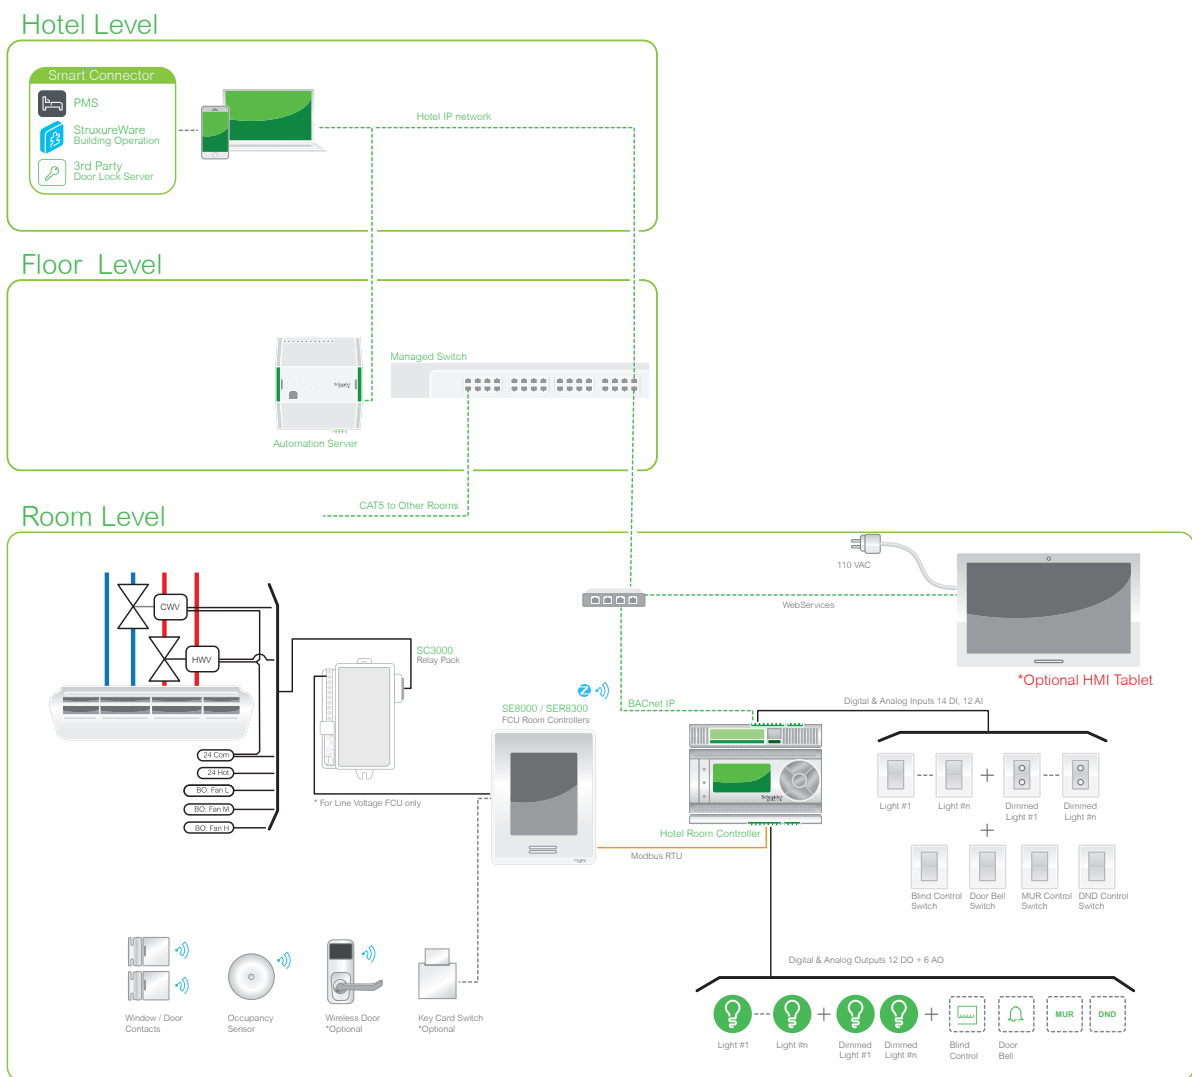 Hotel Level
Smart Connector
PMS
StruxureWare
Building Operation
3rd Party
Door Lock Server
Hotel IP network
Floor Level
Managed Switch
Automation Server
CAT5 to Other Rooms
Room Level
110 VAC
WebServices
*Optional HMI Tablet
CWV
HWV
SC3000
Relay Pack
24 Com
24 Hot
BO: Fan L
BO: Fan M
BO: Fan H
* For Line Voltage FCU only
SE8000 / SER8300
FCU Room Controllers
BACnet IP
Hotel Room Controller
Modbus RTU
Digital & Analog Inputs 14 DI, 12 AI
Light #1
Light #n
+
Dimmed
Light #1
Dimmed
Light #n
+
Blind Control
Switch
Door Bell
Switch
MUR Control
Switch
DND Control
Switch
Window / Door
Contacts
Occupancy
Sensor
Wireless Door
*Optional
Key Card Switch
*Optional
Digital & Analog Outputs 12 DO + 6 AO
Light #1
Light #n
+
Dimmed
Light #1
Dimmed
Light #n
+
Blind
Control
Door
Bell
MUR
DND